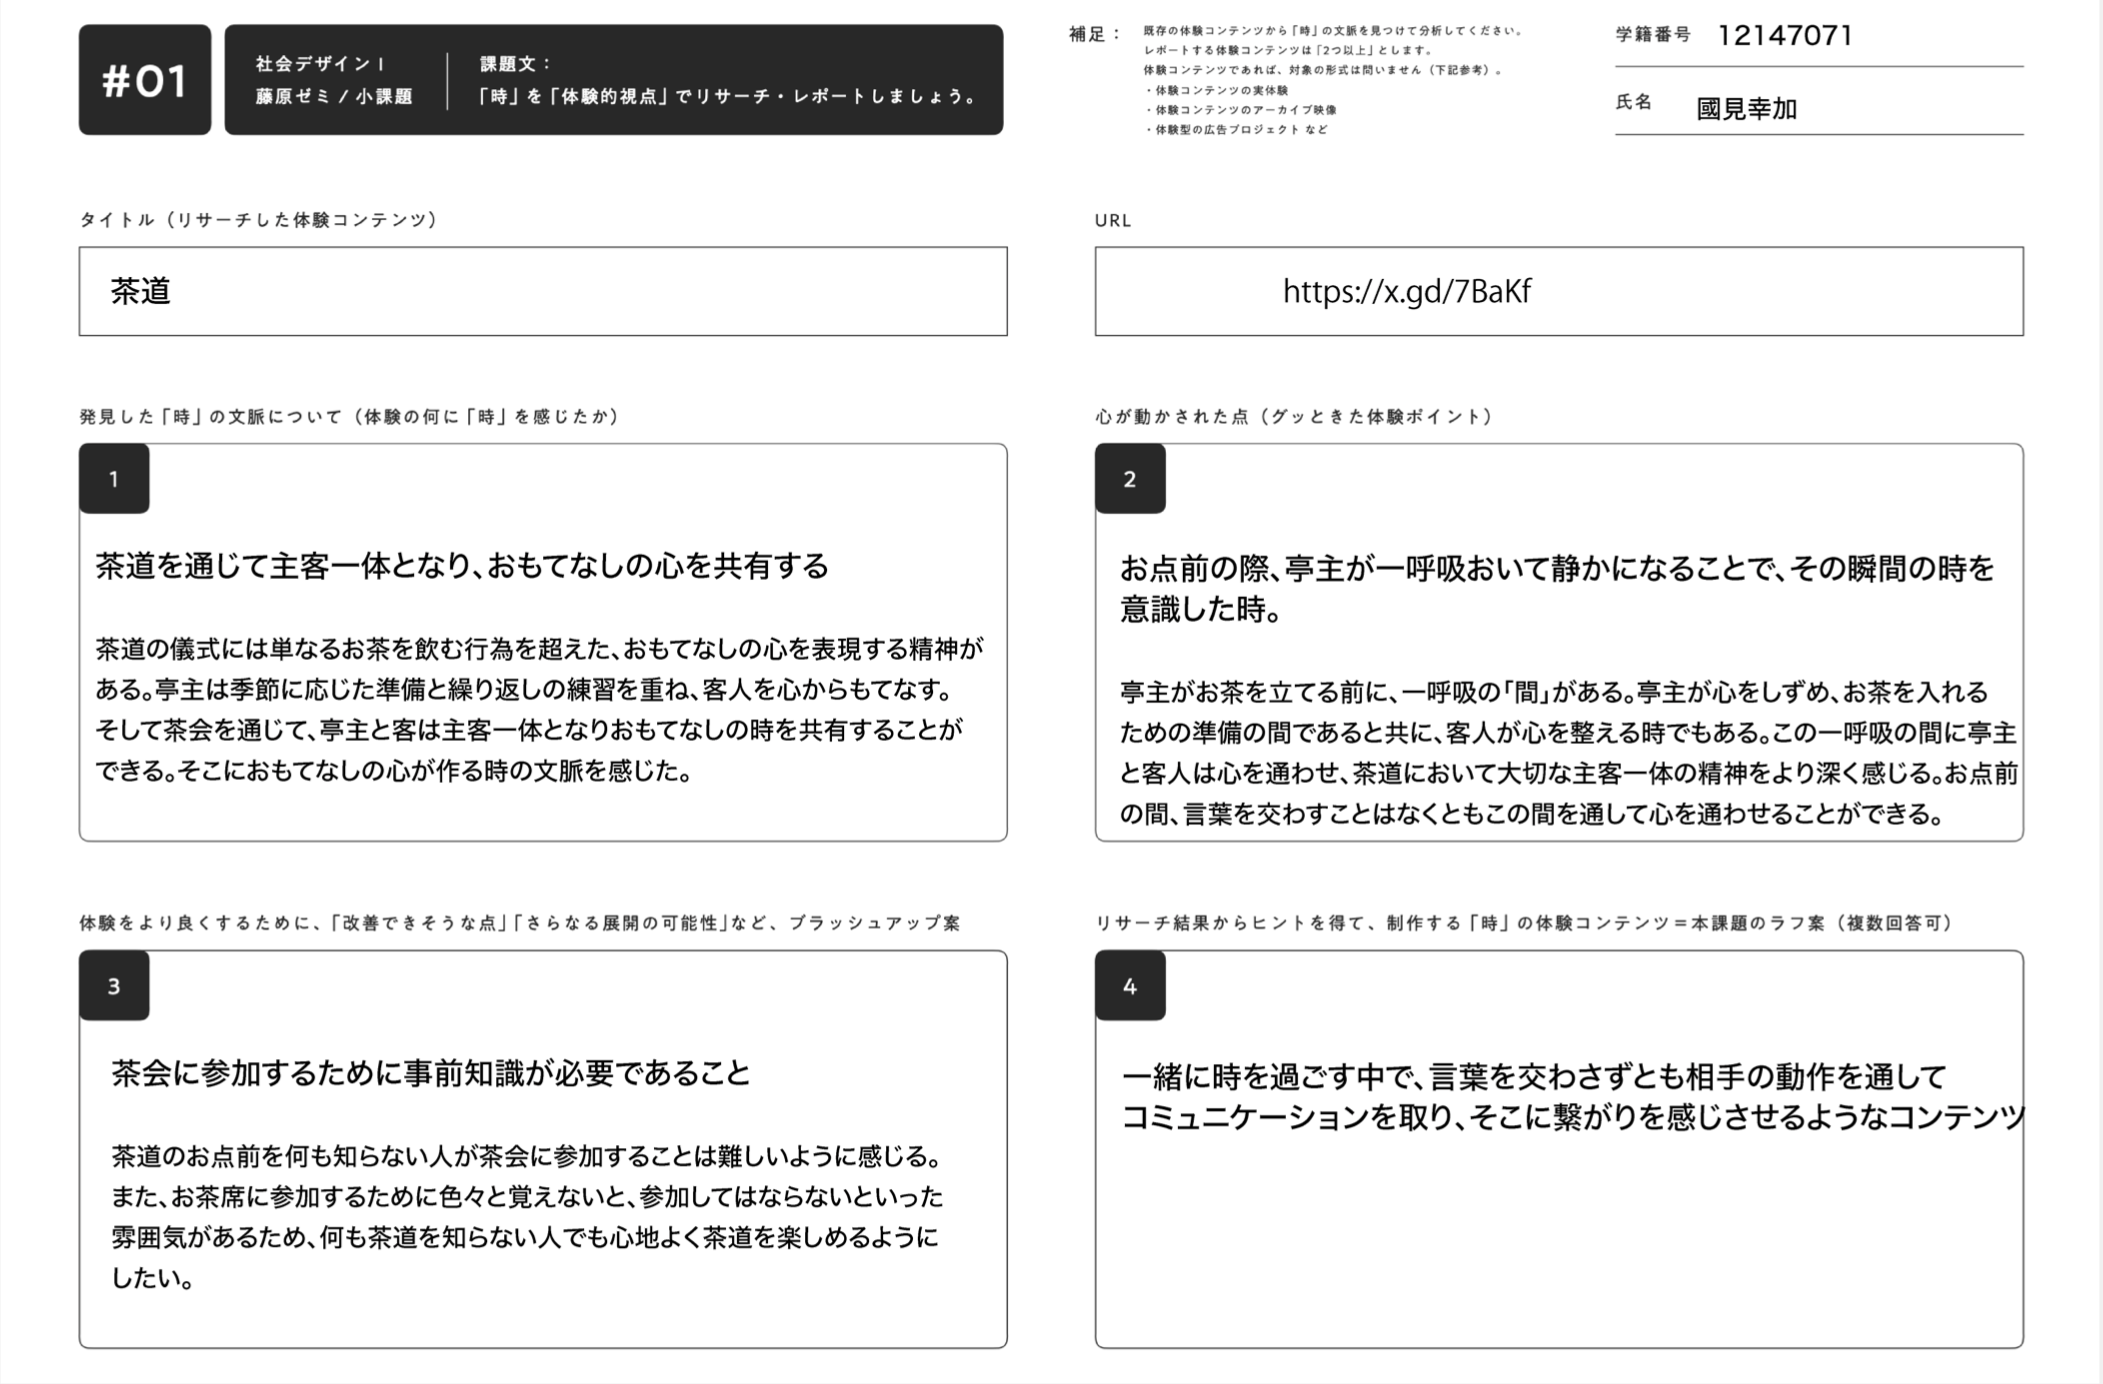 #01
社会デザイン I
藤原ゼミ / 小課題
課題文：
「時」を「体験的視点」でリサーチ・レポートしましょう。
補足：
既存の体験コンテンツから「時」の文脈を見つけて分析してください。
レポートする体験コンテンツは「2つ以上」とします。
体験コンテンツであれば、対象の形式は問いません（下記参考）。
・体験コンテンツの実体験
・体験コンテンツのアーカイブ映像
・体験型の広告プロジェクト など
学籍番号 12147071
氏名 國見幸加
タイトル（リサーチした体験コンテンツ）
茶道
URL
https://x.gd/7BaKf
発見した「時」の文脈について（体験の何に「時」を感じたか）
1
茶道を通じて主客一体となり、おもてなしの心を共有する
茶道の儀式には単なるお茶を飲む行為を超えた、おもてなしの心を表現する精神が
ある。亭主は季節に応じた準備と繰り返しの練習を重ね、客人を心からもてなす。
そして茶会を通じて、亭主と客は主客一体となりおもてなしの時を共有することが
できる。そこにおもてなしの心が作る時の文脈を感じた。
心が動かされた点（グッときた体験ポイント）
2
お点前の際、亭主が一呼吸おいて静かになることで、その瞬間の時を
意識した時。
亭主がお茶を立てる前に、一呼吸の「間」がある。亭主が心をしずめ、お茶を入れる
ための準備の間であると共に、客人が心を整える時でもある。この一呼吸の間に亭主
と客人は心を通わせ、茶道において大切な主客一体の精神をより深く感じる。お点前
の間、言葉を交わすことはなくともこの間を通して心を通わせることができる。
体験をより良くするために、「改善できそうな点」「さらなる展開の可能性」など、ブラッシュアップ案
3
茶会に参加するために事前知識が必要であること
茶道のお点前を何も知らない人が茶会に参加することは難しいように感じる。
また、お茶席に参加するために色々と覚えないと、参加してはならないといった
雰囲気があるため、何も茶道を知らない人でも心地よく茶道を楽しめるように
したい。
リサーチ結果からヒントを得て、制作する「時」の体験コンテンツ＝本課題のラフ案（複数回答可）
4
一緒に時を過ごす中で、言葉を交わさずとも相手の動作を通して
コミュニケーションを取り、そこに繋がりを感じさせるようなコンテンツ